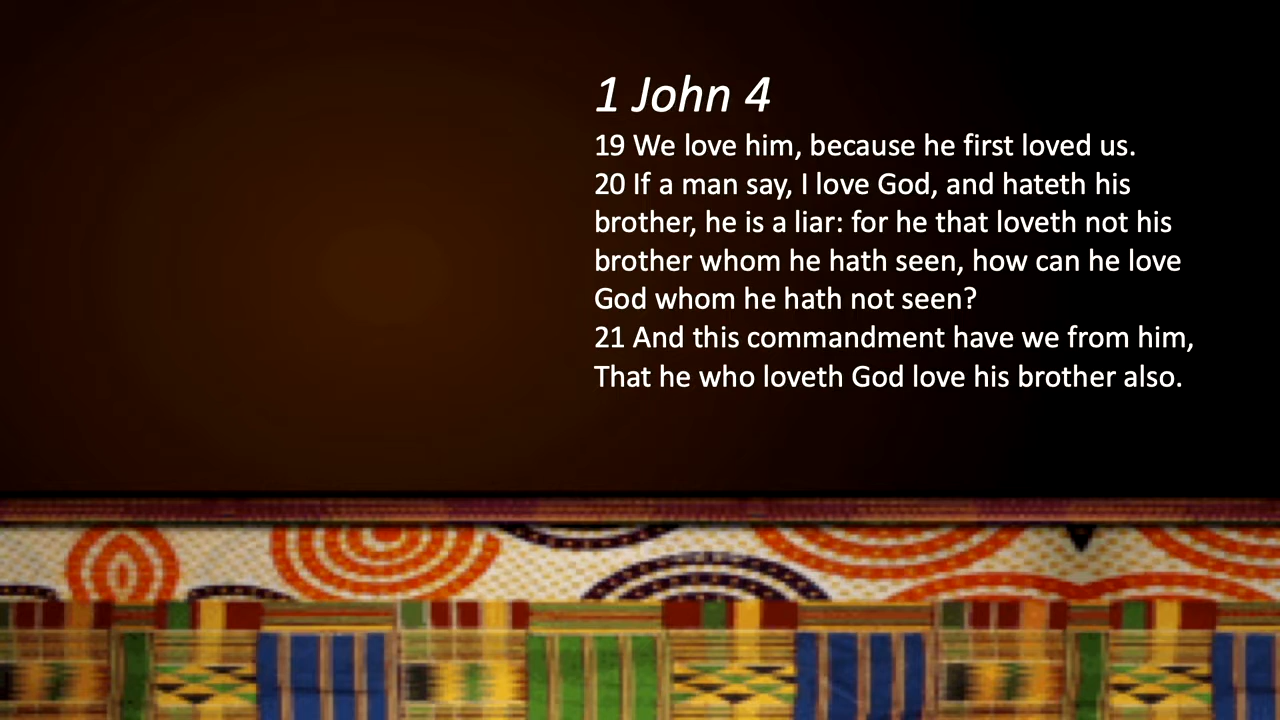 1 John 4
19 We love him, because he first loved us.
20 If a man say, I love God, and hateth his
brother, he is a liar: for he that loveth not his
brother whom he hath seen, how can he love
God whom he hath not seen?
21 And this commandment have we from him,
That he who loveth God love his brother also.